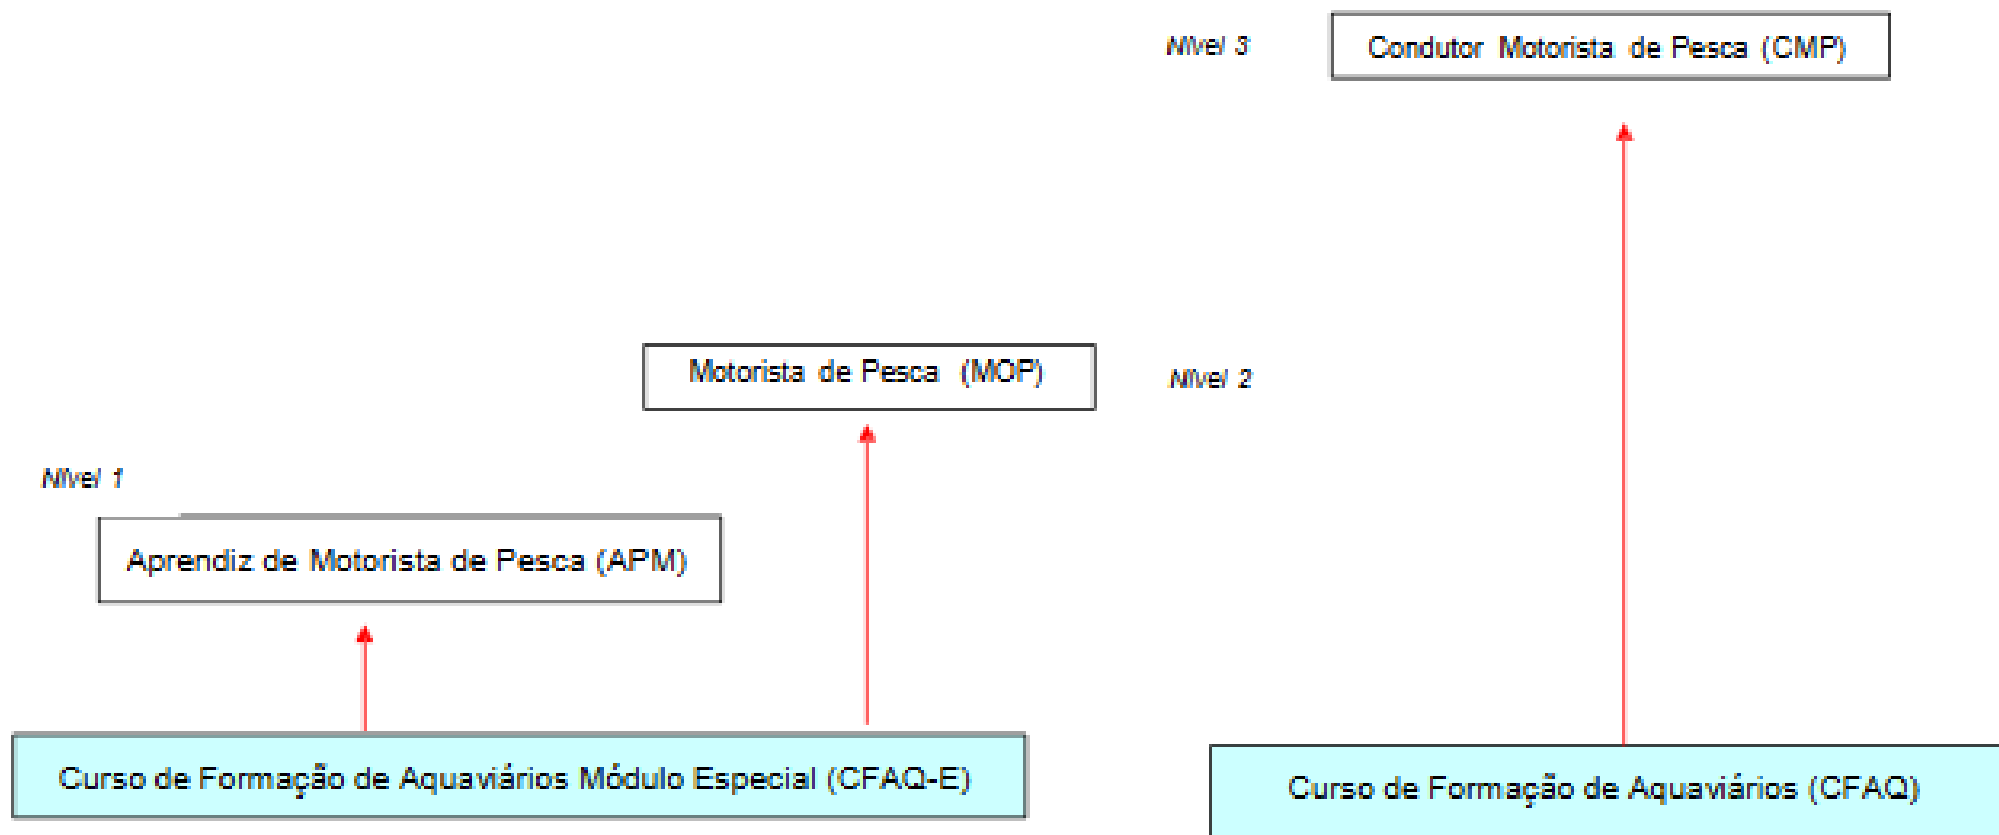 Nível 3
Condutor Motorista de Pesca (CMP)
Motorista de Pesca (MOP)
Nível 2
Nível 1
Aprendiz de Motorista de Pesca (APM)
Curso de Formação de Aquaviários Módulo Especial (CFAQ-E)
Curso de Formação de Aquaviários (CFAQ)